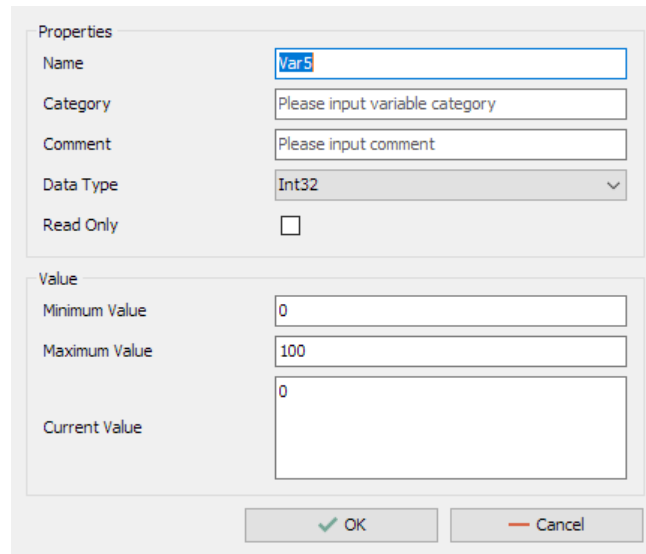 Properties
Name Var5
Category Please input variable category
Comment Please input comment
Data Type Int32
Read Only
Value
Minimum Value 0
Maximum Value 100
0
Current Value
OK Cancel